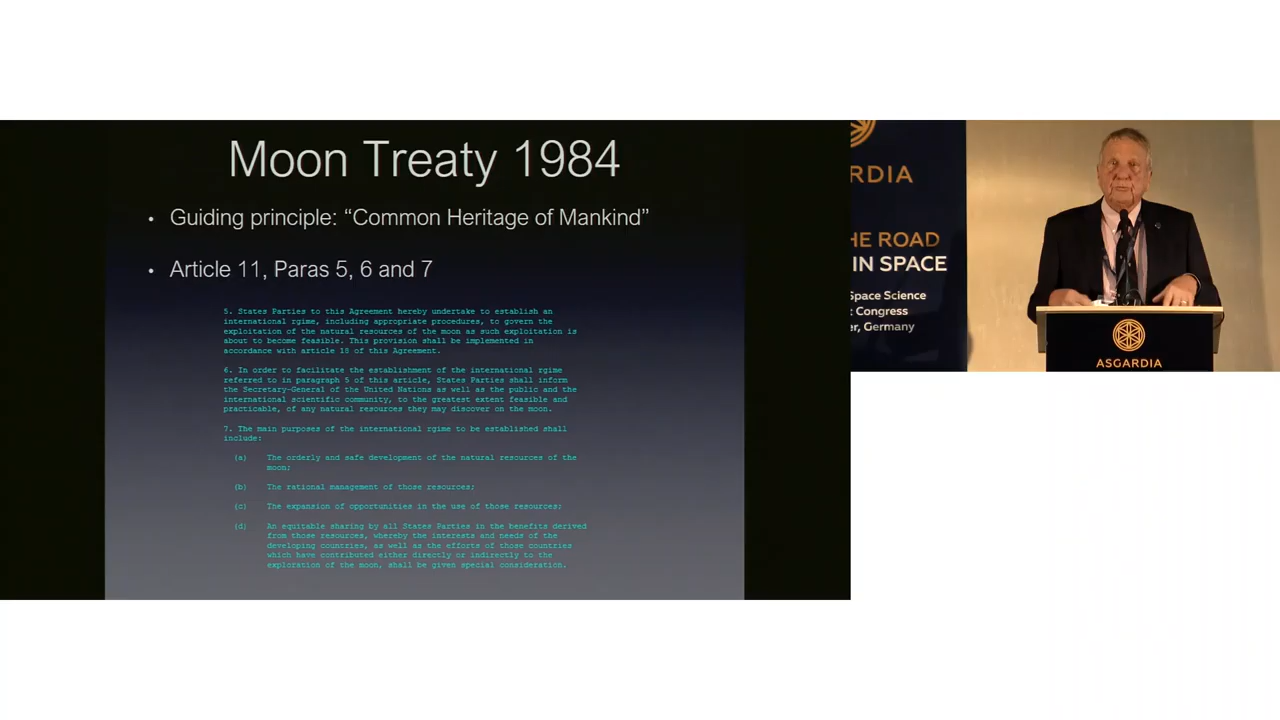 Moon Treaty 1984
• Guiding principle: “Common Heritage of Mankind”
• Article 11, Paras 5, 6 and 7
5. States Parties to this Agreement hereby undertake to establish an
international rgime, including appropriate procedures, to govern the
exploitation of the natural resources of the moon as such exploitation is
about to become feasible. This provision shall be implemented in
accordance with article 18 of this Agreement.
6. In order to facilitate the establishment of the international rgime
referred to in paragraph 5 of this article, States Parties shall inform
the Secretary-General of the United Nations as well as the public and the
international scientific community, to the greatest extent feasible and
practicable, of any natural resources they may discover on the moon.
7. The main purposes of the international rgime to be established shall
include:
(a) The orderly and safe development of the natural resources of the
moon;
(b) The rational management of those resources;
(c) The expansion of opportunities in the use of those resources;
(d) An equitable sharing by all States Parties in the benefits derived
from those resources, whereby the interests and needs of the
developing countries, as well as the efforts of those countries
which have contributed either directly or indirectly to the
exploration of the moon, shall be given special consideration.
RDIA
HE ROAD
IN SPACE
Space Science
t Congress
r, Germany
ASGARDIA